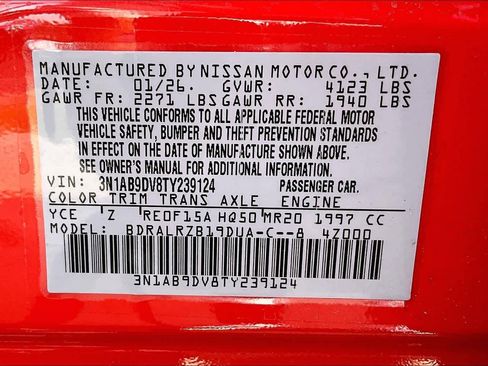 MANUFACTURED BY NISSAN MOTOR CO., LTD.
DATE: 01/26. GVWR: 4123 LBS
GAWR FR: 2271 LBS GAWR RR: 1940 LBS
THIS VEHICLE CONFORMS TO ALL APPLICABLE FEDERAL MOTOR
VEHICLE SAFETY, BUMPER AND THEFT PREVENTION STANDARDS
IN EFFECT ON THE DATE OF MANUFACTURE SHOWN ABOVE.
SEE OWNER'S MANUAL FOR ADDITIONAL INFORMATION.
VIN: 3N1AB9DV8TY239124 PASSENGER CAR.
COLOR TRIM TRANS AXLE ENGINE
YCE Z RE0F15A HQ50 MR20 1997 CC
MODEL: BDRALRZB19DUA-C--8 4Z000
3N1AB9DV8TY239124